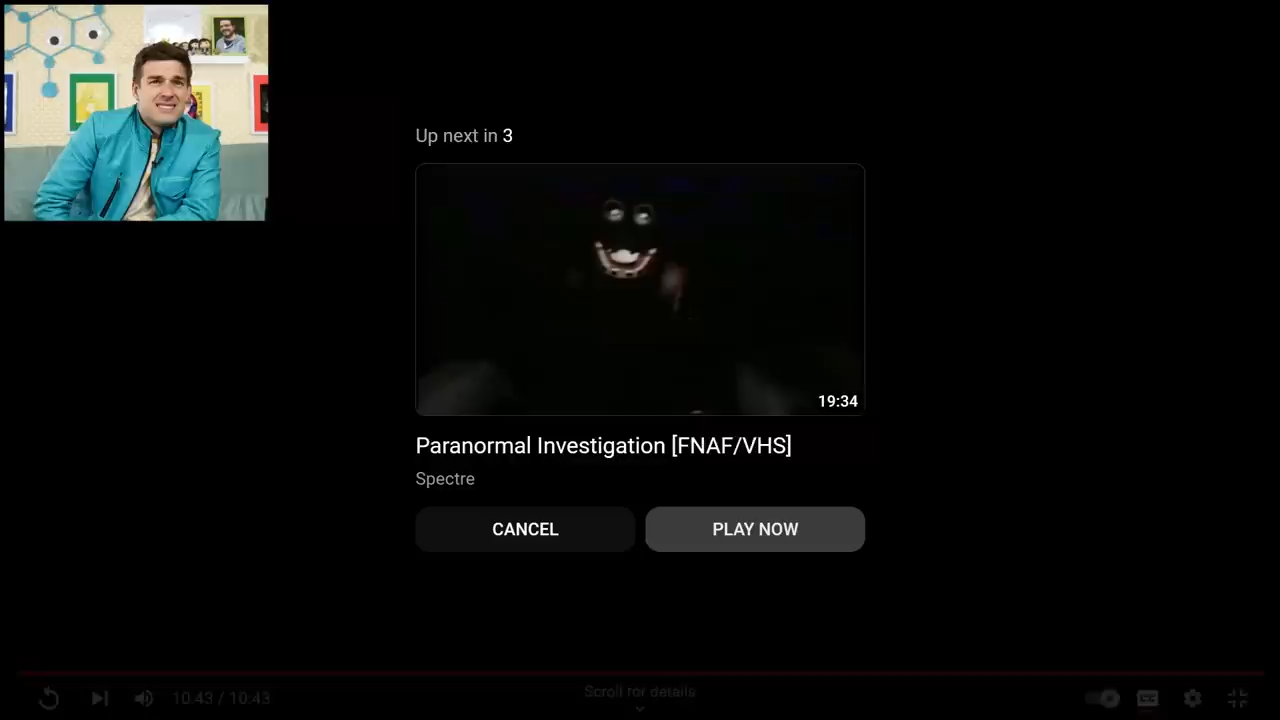 Up next in 3
19:34
Paranormal Investigation [FNAF/VHS]
Spectre
CANCEL
PLAY NOW
Scroll for details
10:43 / 10:43
CC